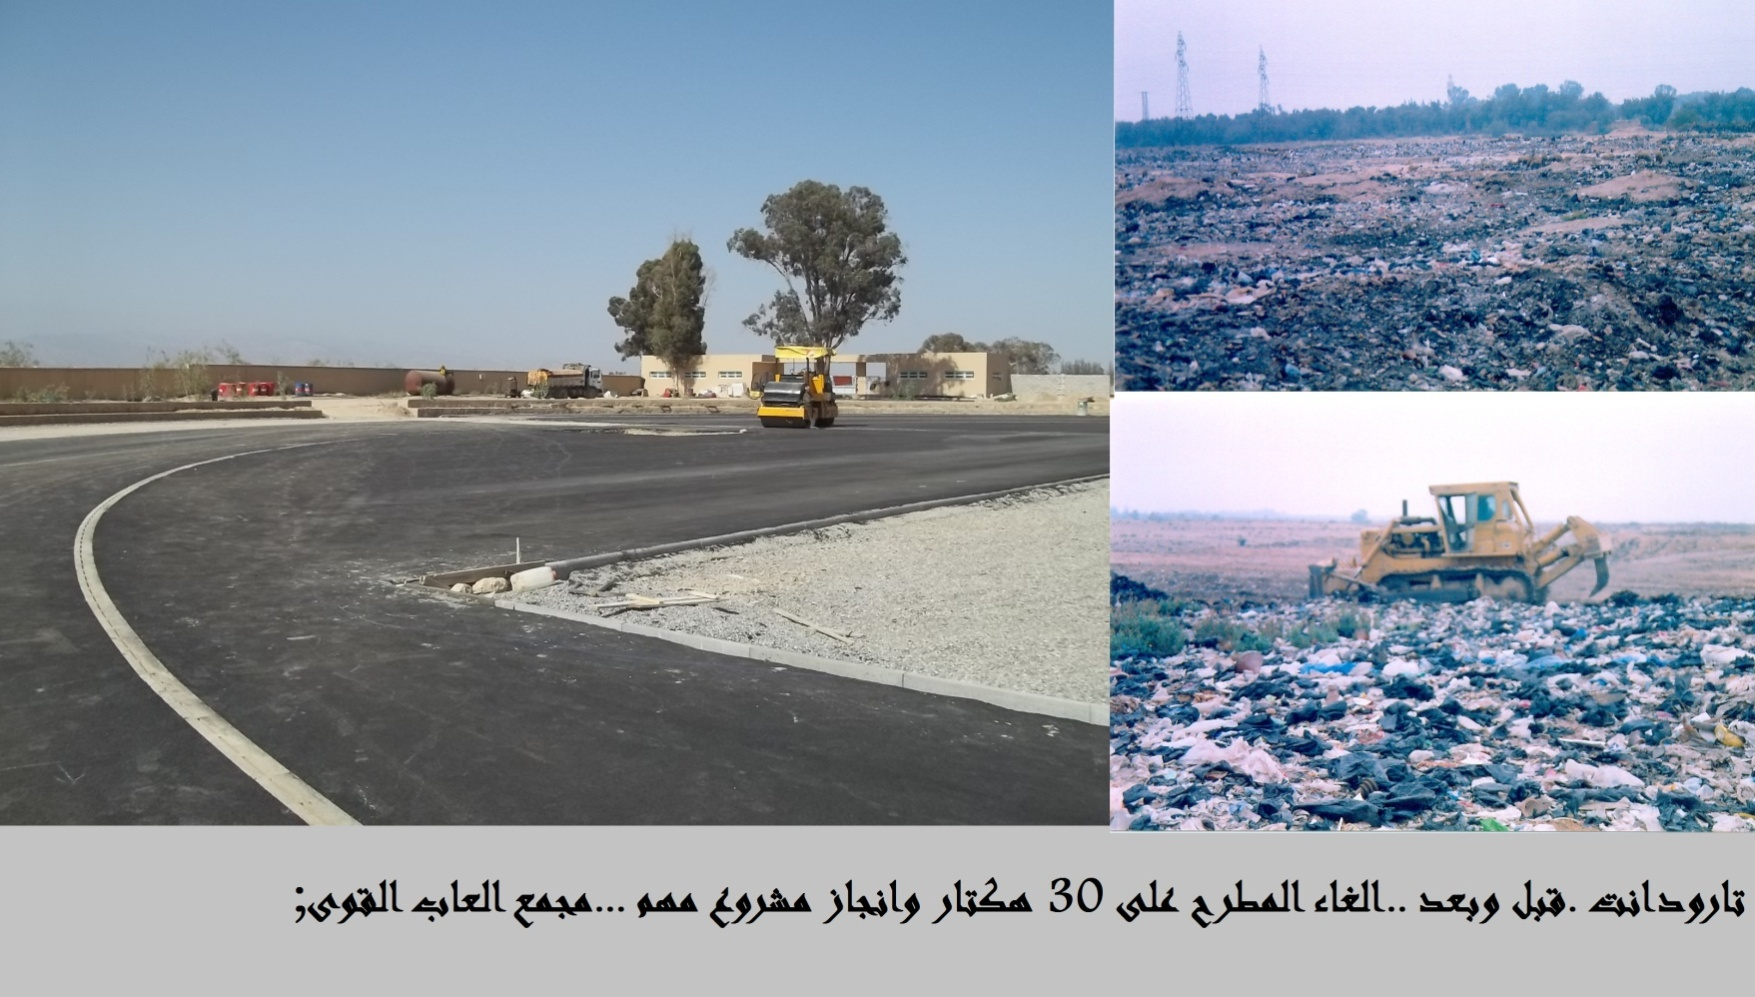 تارودانت .قبل وبعد ..الغاء المطرح على 30 هكتار وانجاز مشروع مهم ...مجمع العاب القوى;